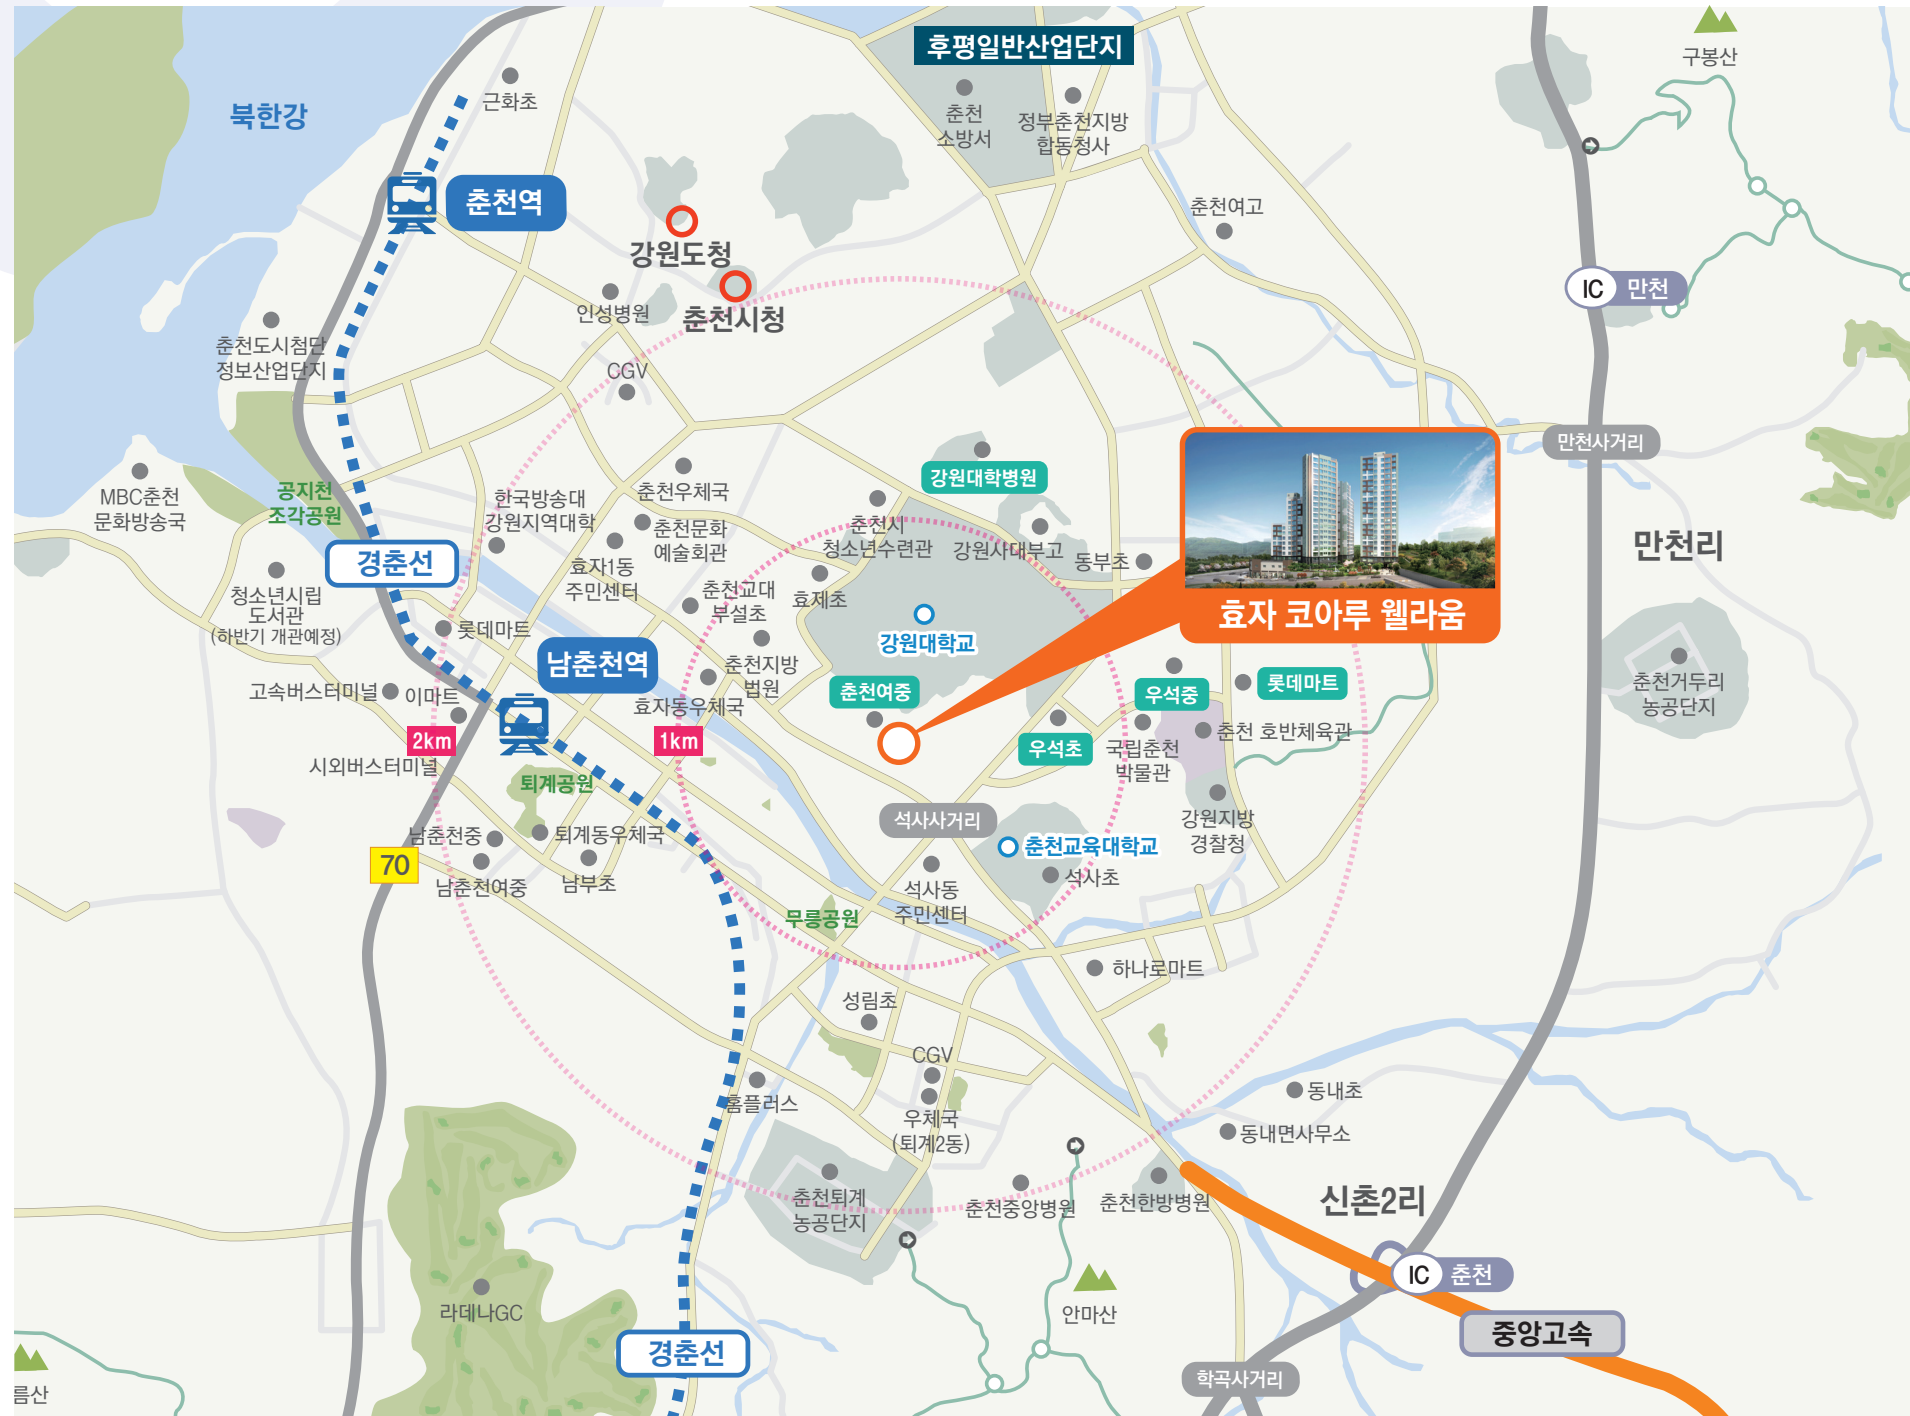 후평일반산업단지
구봉산
근화초
북한강
춘천
소방서
정부춘천지방
합동청사
춘천역
춘천여고
강원도청
IC 만천
인성병원
춘천시청
춘천도시첨단
정보산업단지
CGV
만천사거리
MBC춘천
문화방송국
공지천
조각공원
한국방송대
강원지역대학
춘천우체국
춘천문화
예술회관
강원대학병원
춘천시
청소년수련관
강원사대부고
동부초
만천리
경춘선
효자1동
주민센터
춘천교대
부설초
효제초
청소년시립
도서관
(하반기 개관예정)
롯데마트
효자 코아루 웰라움
강원대학교
남춘천역
춘천지방
법원
춘천여중
우석중
롯데마트
춘천거두리
농공단지
고속버스터미널
이마트
효자동우체국
2km
1km
우석초
국립춘천
박물관
춘천 호반체육관
시외버스터미널
퇴계공원
석사사거리
강원지방
경찰청
남춘천중
퇴계동우체국
춘천교육대학교
70
남춘천여중
남부초
석사동
주민센터
석사초
무릉공원
하나로마트
성림초
CGV
홈플러스
우체국
(퇴계2동)
동내초
동내면사무소
춘천퇴계
농공단지
춘천중앙병원
춘천한방병원
신촌2리
IC 춘천
라데나GC
안마산
경춘선
중앙고속
학곡사거리
름산